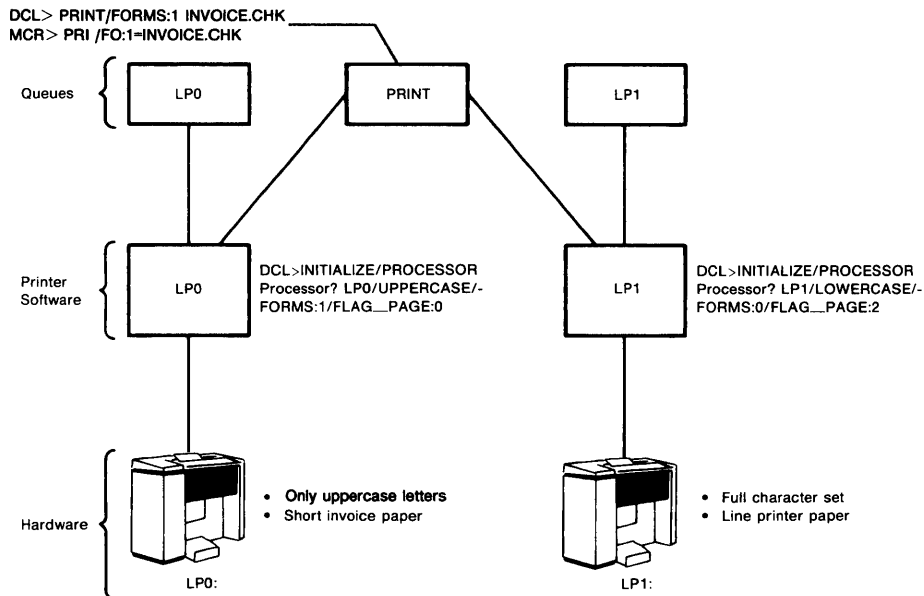 DCL> PRINT/FORMS:1 INVOICE.CHK
MCR> PRI /FO:1=INVOICE.CHK
Queues
LP0
PRINT
LP1
Printer
Software
LP0
DCL>INITIALIZE/PROCESSOR
Processor? LP0/UPPERCASE/-
FORMS:1/FLAG__PAGE:0
LP1
DCL>INITIALIZE/PROCESSOR
Processor? LP1/LOWERCASE/-
FORMS:0/FLAG__PAGE:2
Hardware
• Only uppercase letters
• Short invoice paper
LP0:
• Full character set
• Line printer paper
LP1: